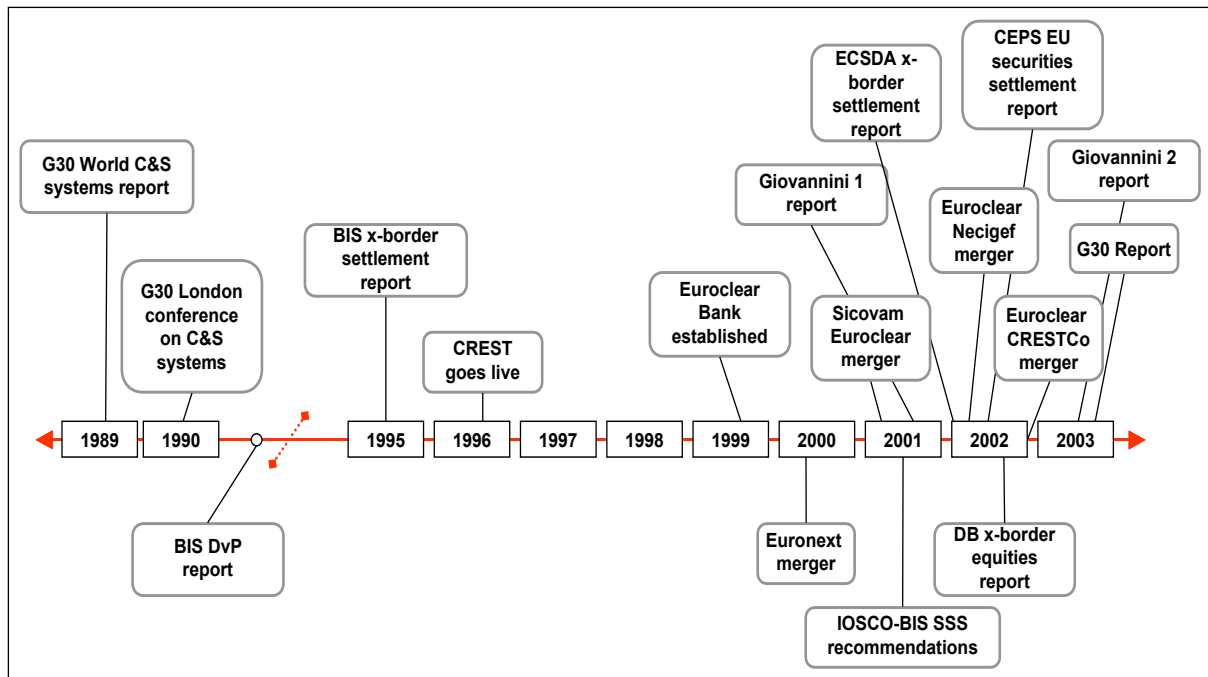 CEPS EU
securities
settlement
report
ECSDA x-
border
settlement
report
G30 World C&S
systems report
Giovannini 2
report
Giovannini 1
report
Euroclear
Necigef
merger
BIS x-border
settlement
report
G30 Report
G30 London
conference
on C&S
systems
Euroclear
Bank
established
Sicovam
Euroclear
merger
Euroclear
CRESTCo
merger
CREST
goes live
1989
1990
1995
1996
1997
1998
1999
2000
2001
2002
2003
BIS DvP
report
Euronext
merger
DB x-border
equities
report
IOSCO-BIS SSS
recommendations